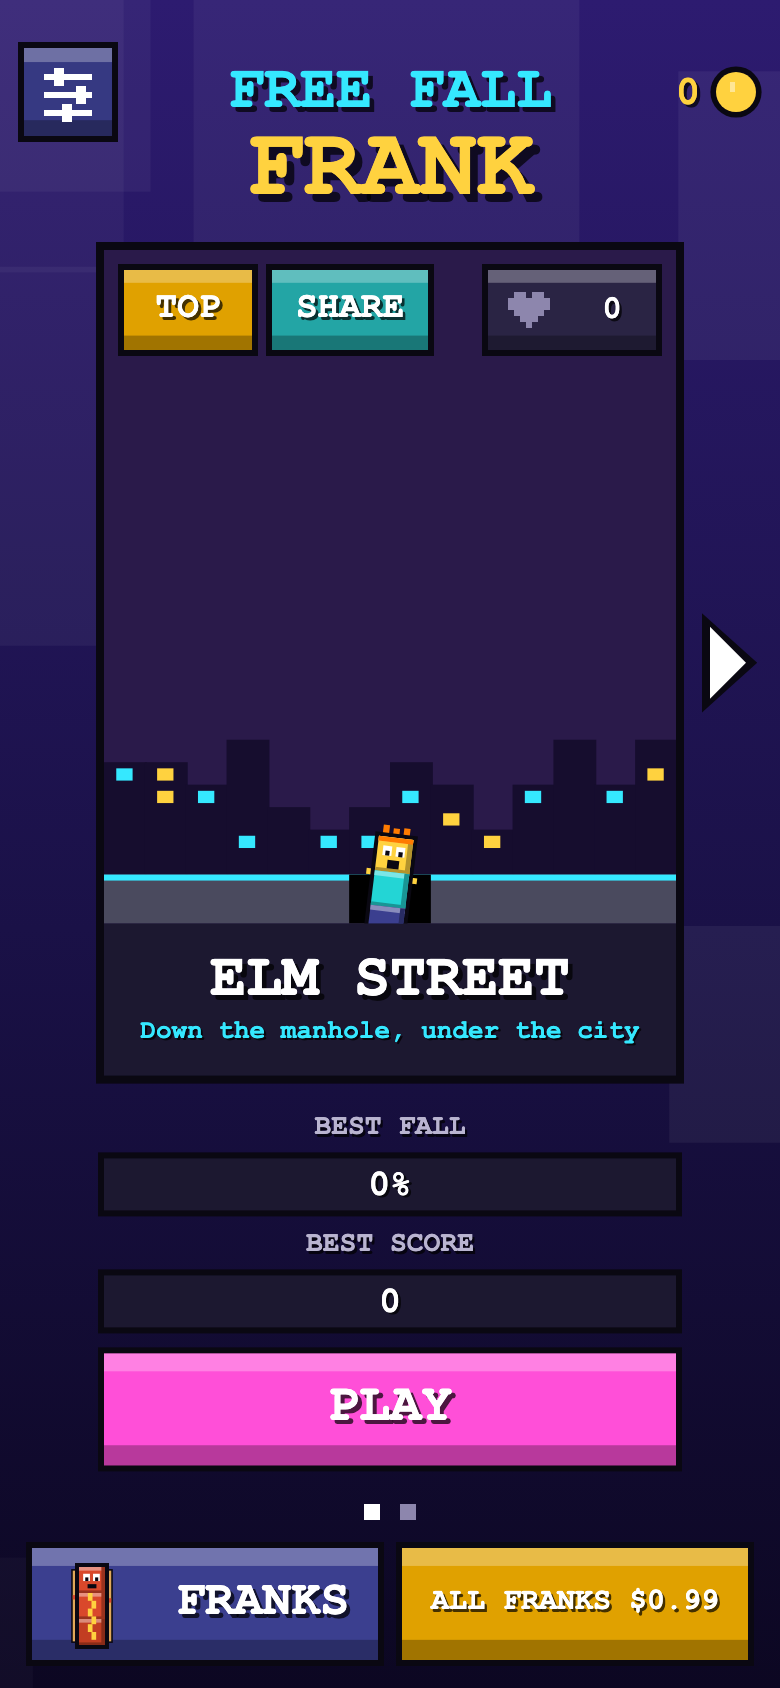 FREE FALL
FRANK
0
TOP
SHARE
0
ELM STREET
Down the manhole, under the city
BEST FALL
0%
BEST SCORE
0
PLAY
FRANKS
ALL FRANKS $0.99